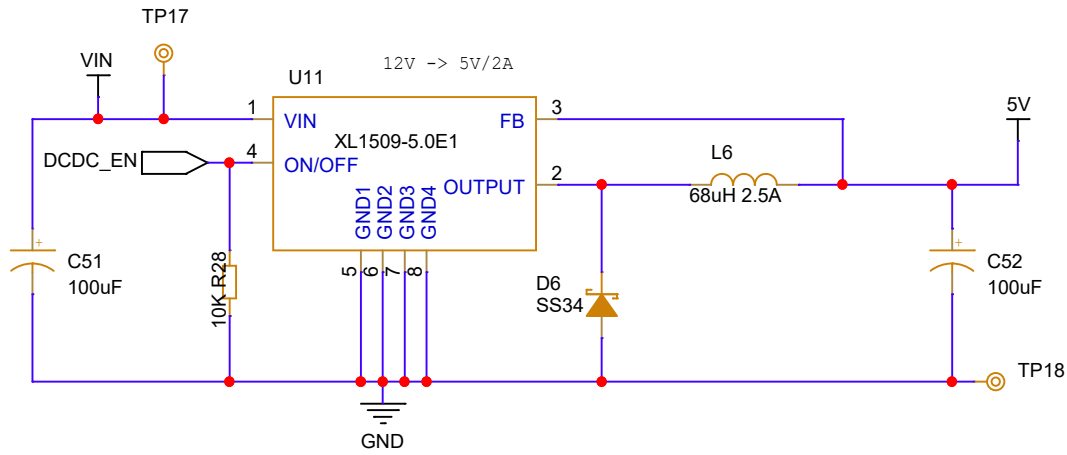 TP17
VIN
12V -> 5V/2A
U11
1
VIN
FB
3
5V
XL1509-5.0E1
DCDC_EN
4
ON/OFF
L6
OUTPUT
2
68uH 2.5A
GND1
GND2
GND3
GND4
5
6
7
8
C51
100uF
10K R28
D6
SS34
C52
100uF
TP18
GND